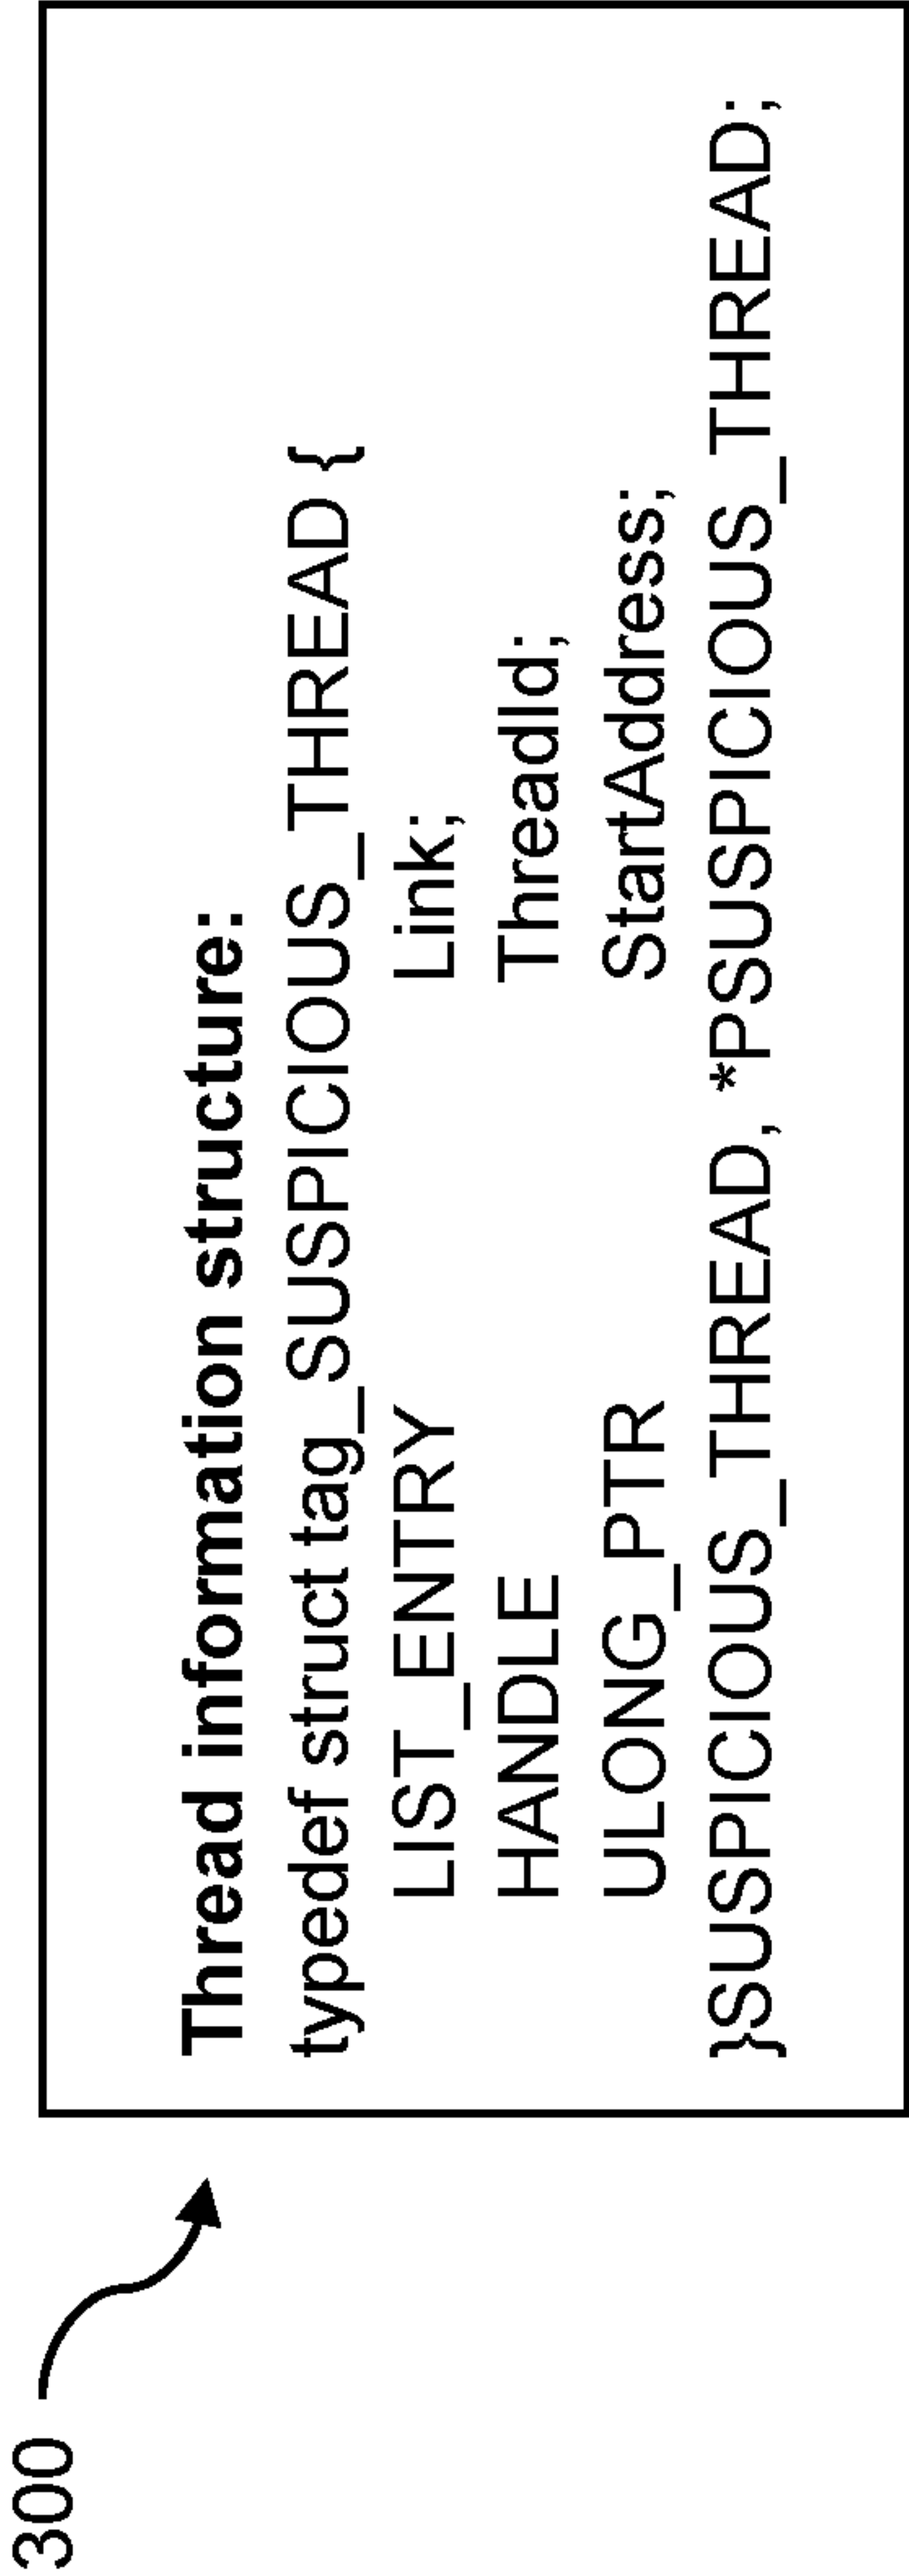 300
Thread information structure:
typedef struct tag_SUSPICIOUS_THREAD {
LIST_ENTRY Link;
HANDLE ThreadId;
ULONG_PTR StartAddress;
}SUSPICIOUS_THREAD, *PSUSPICIOUS_THREAD;